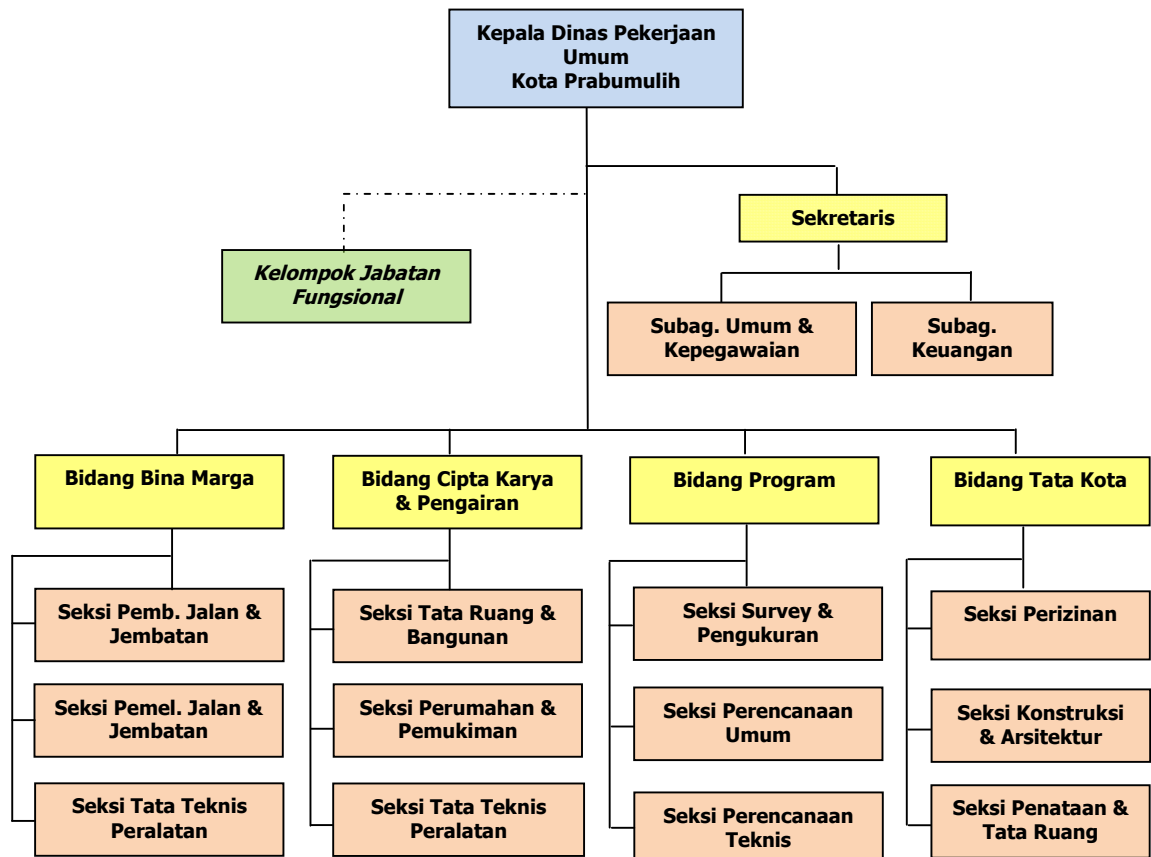 Kepala Dinas Pekerjaan
Umum
Kota Prabumulih
Sekretaris
Kelompok Jabatan
Fungsional
Subag. Umum &
Kepegawaian
Subag.
Keuangan
Bidang Bina Marga
Bidang Cipta Karya
& Pengairan
Bidang Program
Bidang Tata Kota
Seksi Pemb. Jalan &
Jembatan
Seksi Tata Ruang &
Bangunan
Seksi Survey &
Pengukuran
Seksi Perizinan
Seksi Pemel. Jalan &
Jembatan
Seksi Perumahan &
Pemukiman
Seksi Perencanaan
Umum
Seksi Konstruksi
& Arsitektur
Seksi Tata Teknis
Peralatan
Seksi Tata Teknis
Peralatan
Seksi Perencanaan
Teknis
Seksi Penataan &
Tata Ruang